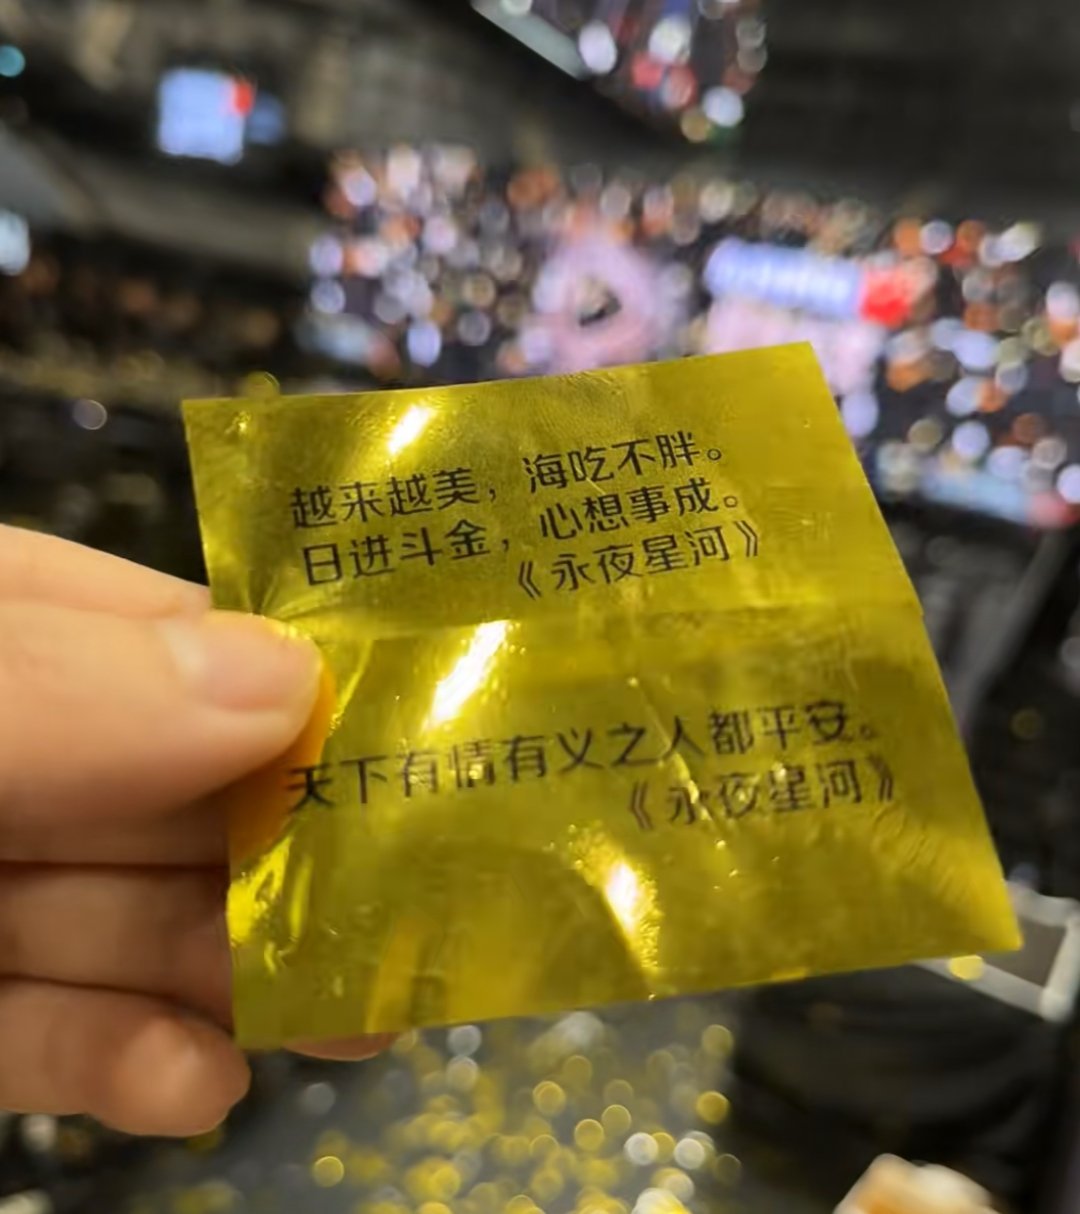 越来越美，海吃不胖。
日进斗金，心想事成。
《永夜星河》
天下有情有义之人都平安。
《永夜星河》